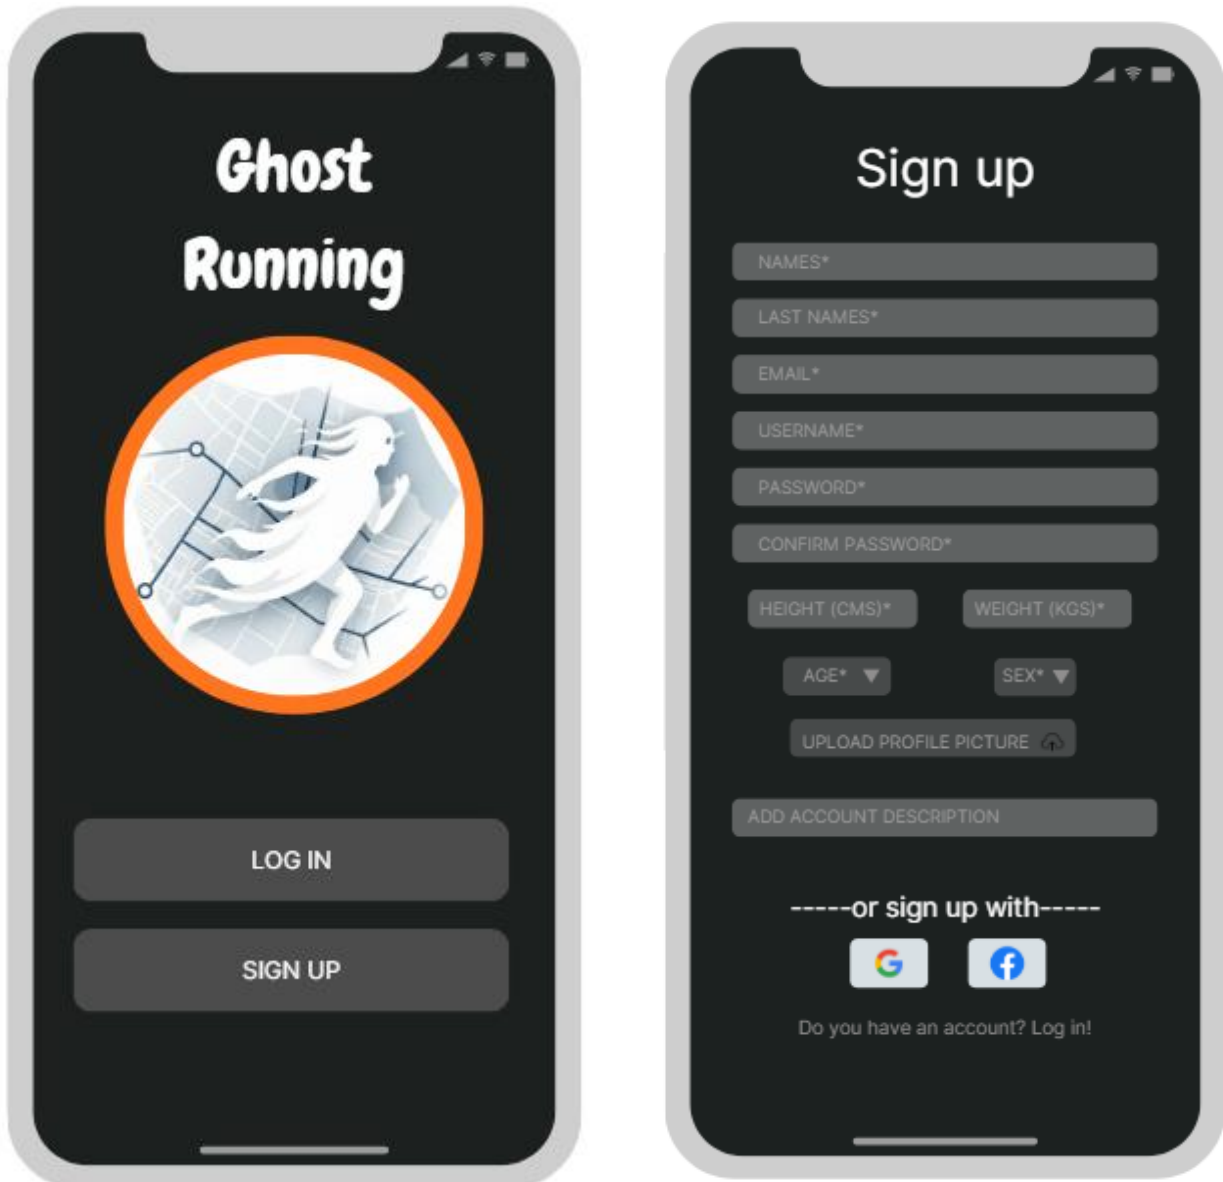 Ghost
Running
LOG IN
SIGN UP
Sign up
NAMES*
LAST NAMES*
EMAIL*
USERNAME*
PASSWORD*
CONFIRM PASSWORD*
HEIGHT (CMS)* WEIGHT (KGS)*
AGE* SEX*
UPLOAD PROFILE PICTURE
ADD ACCOUNT DESCRIPTION
-----or sign up with-----
Do you have an account? Log in!